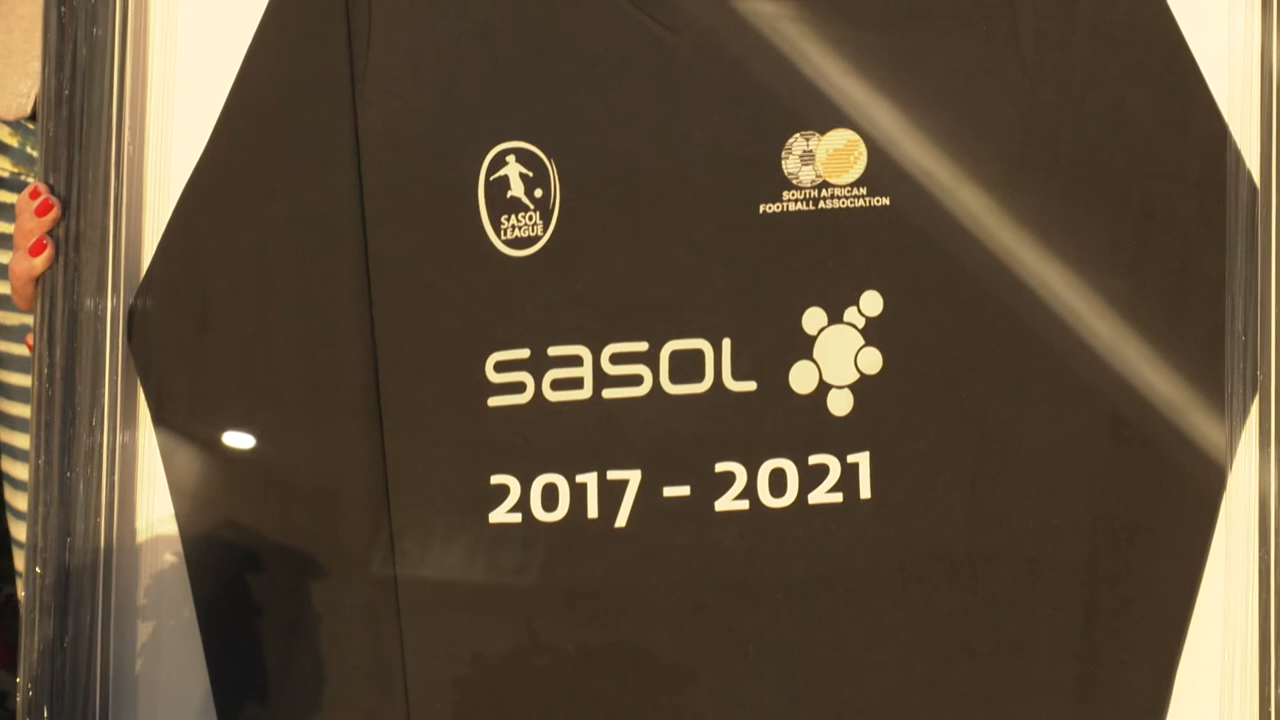 SASOL
LEAGUE
SOUTH AFRICAN
FOOTBALL ASSOCIATION
sasol
2017 - 2021